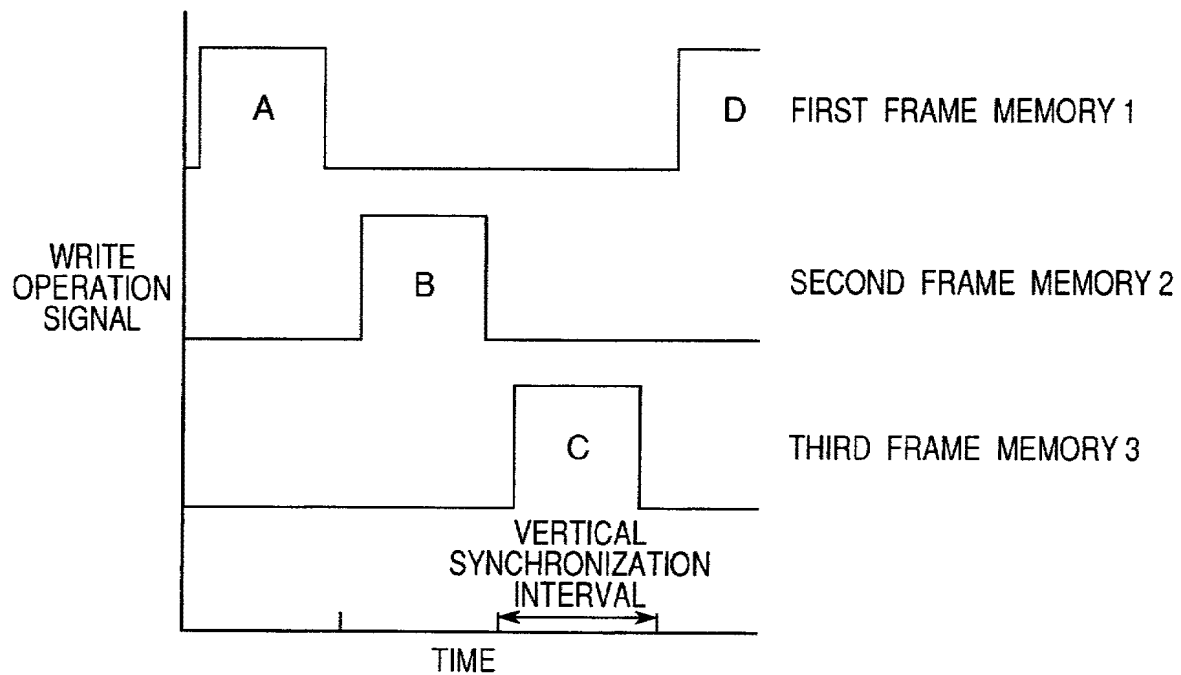 A
D
FIRST FRAME MEMORY 1
WRITE
OPERATION
SIGNAL
B
SECOND FRAME MEMORY 2
C
THIRD FRAME MEMORY 3
VERTICAL
SYNCHRONIZATION
INTERVAL
TIME